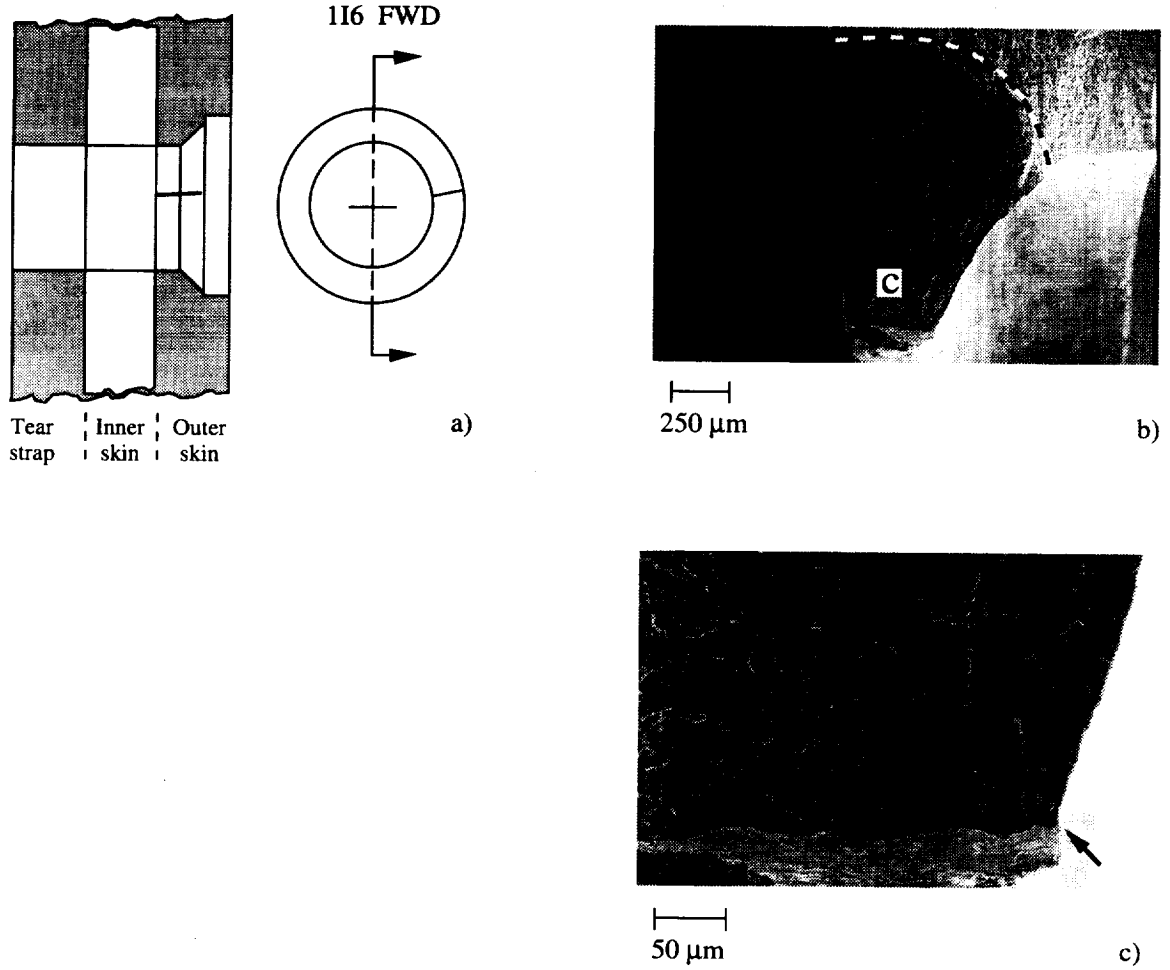 1I6 FWD
Tear strap
Inner skin
Outer skin
a)
C
250 μm
b)
50 μm
c)